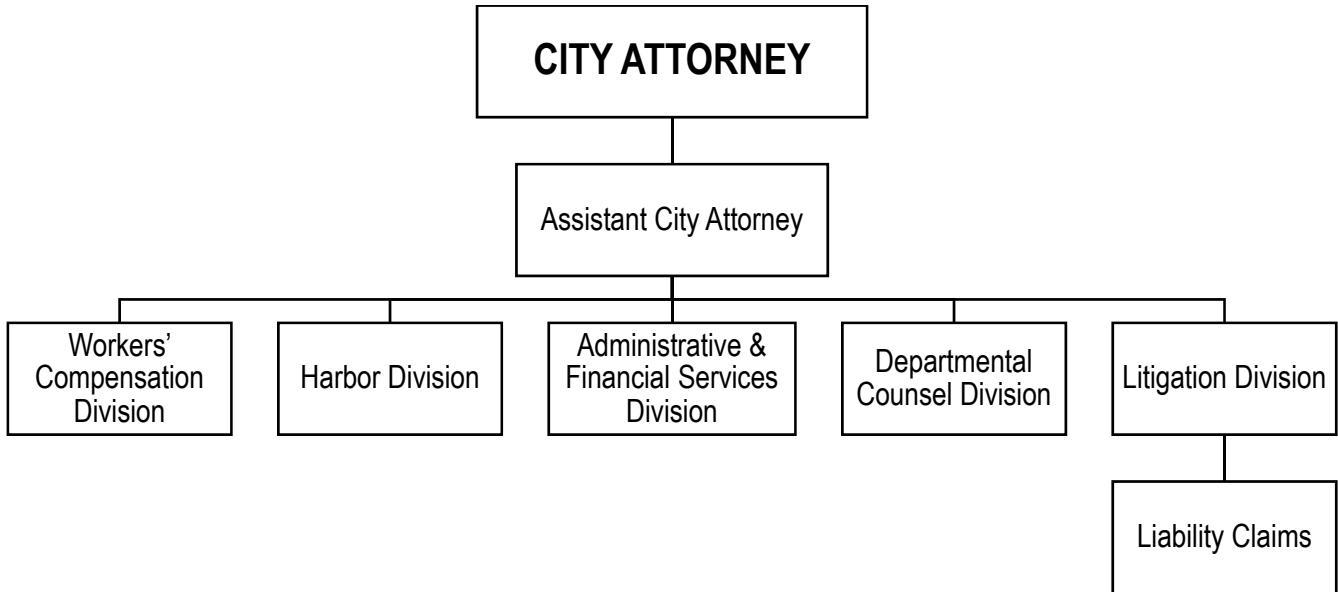 CITY ATTORNEY
Assistant City Attorney
Workers’
Compensation
Division
Harbor Division
Administrative &
Financial Services
Division
Departmental
Counsel Division
Litigation Division
Liability Claims